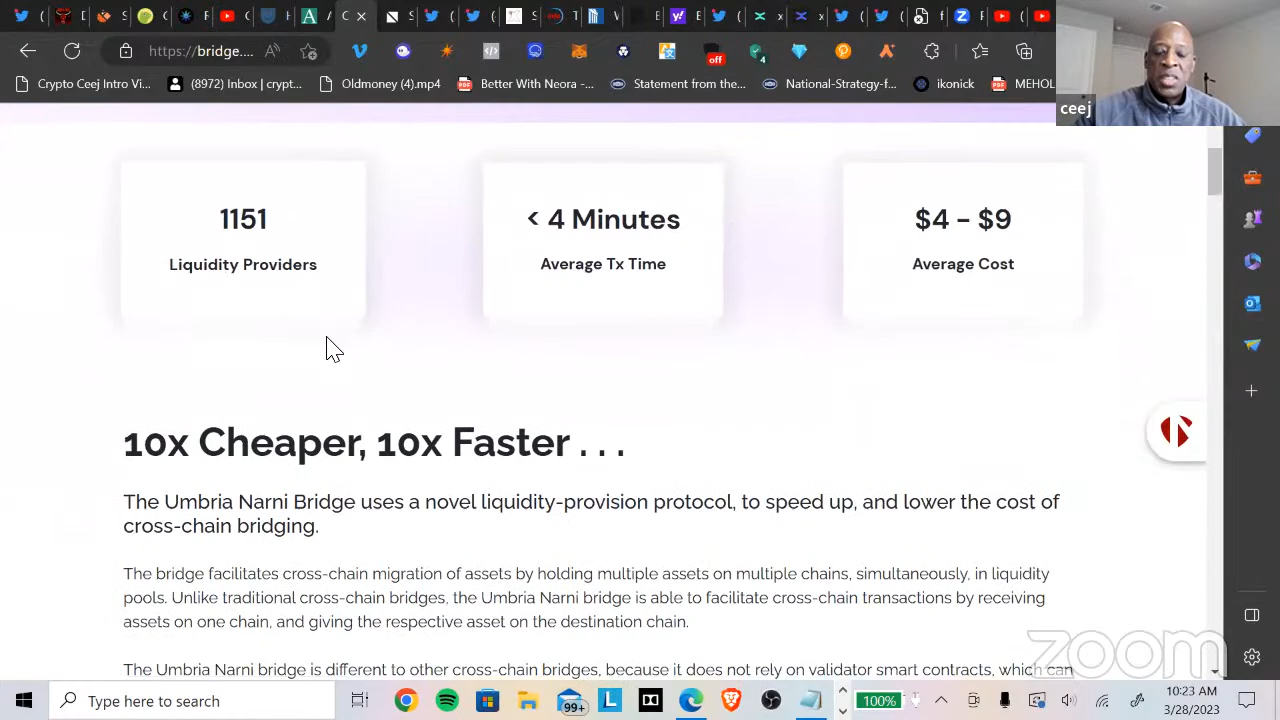 https://bridge....
off
4
Crypto Ceej Intro Vi...
(8972) Inbox | crypt...
Oldmoney (4).mp4
Better With Neora -...
Statement from the...
National-Strategy-f...
ikonick
MEHOL
ceej
1151
Liquidity Providers
< 4 Minutes
Average Tx Time
$4 - $9
Average Cost
10x Cheaper, 10x Faster . . .
The Umbria Narni Bridge uses a novel liquidity-provision protocol, to speed up, and lower the cost of
cross-chain bridging.
The bridge facilitates cross-chain migration of assets by holding multiple assets on multiple chains, simultaneously, in liquidity
pools. Unlike traditional cross-chain bridges, the Umbria Narni bridge is able to facilitate cross-chain transactions by receiving
assets on one chain, and giving the respective asset on the destination chain.
The Umbria Narni bridge is different to other cross-chain bridges, because it does not rely on validator smart contracts, which can
zoom
Type here to search
99+
100%
10:23 AM
3/28/2023